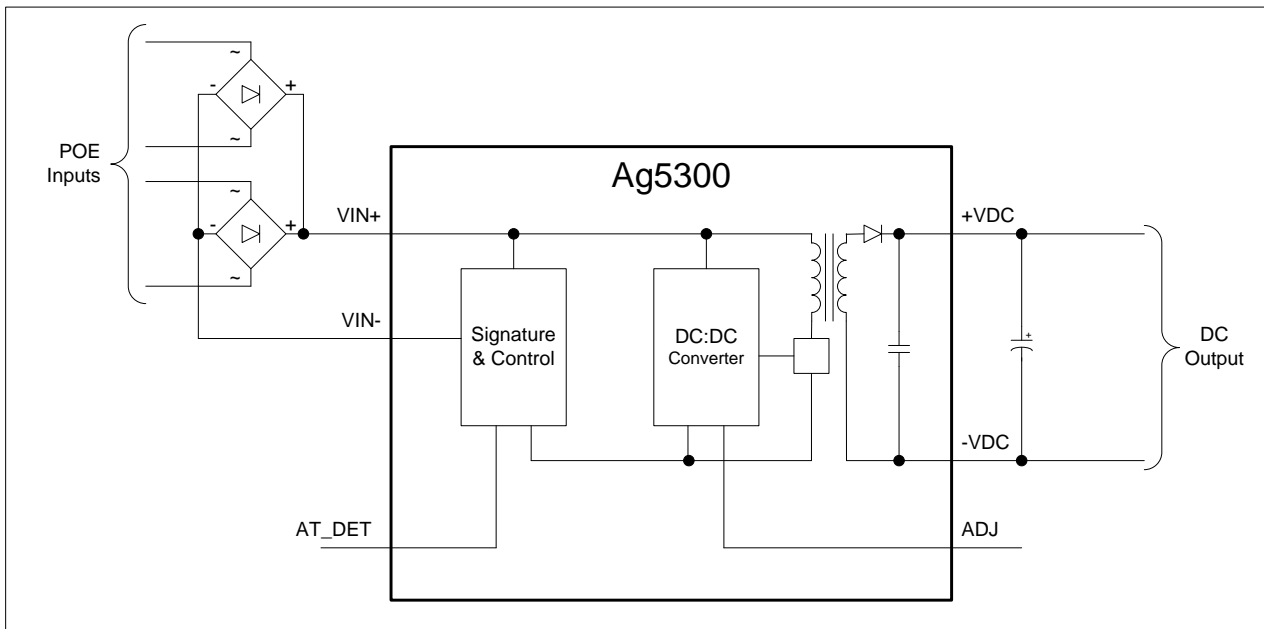 ~
-
+
~
POE
Inputs
~
-
+
~
Ag5300
VIN+
+VDC
VIN-
Signature
& Control
DC:DC
Converter
+
DC
Output
-VDC
AT_DET
ADJ